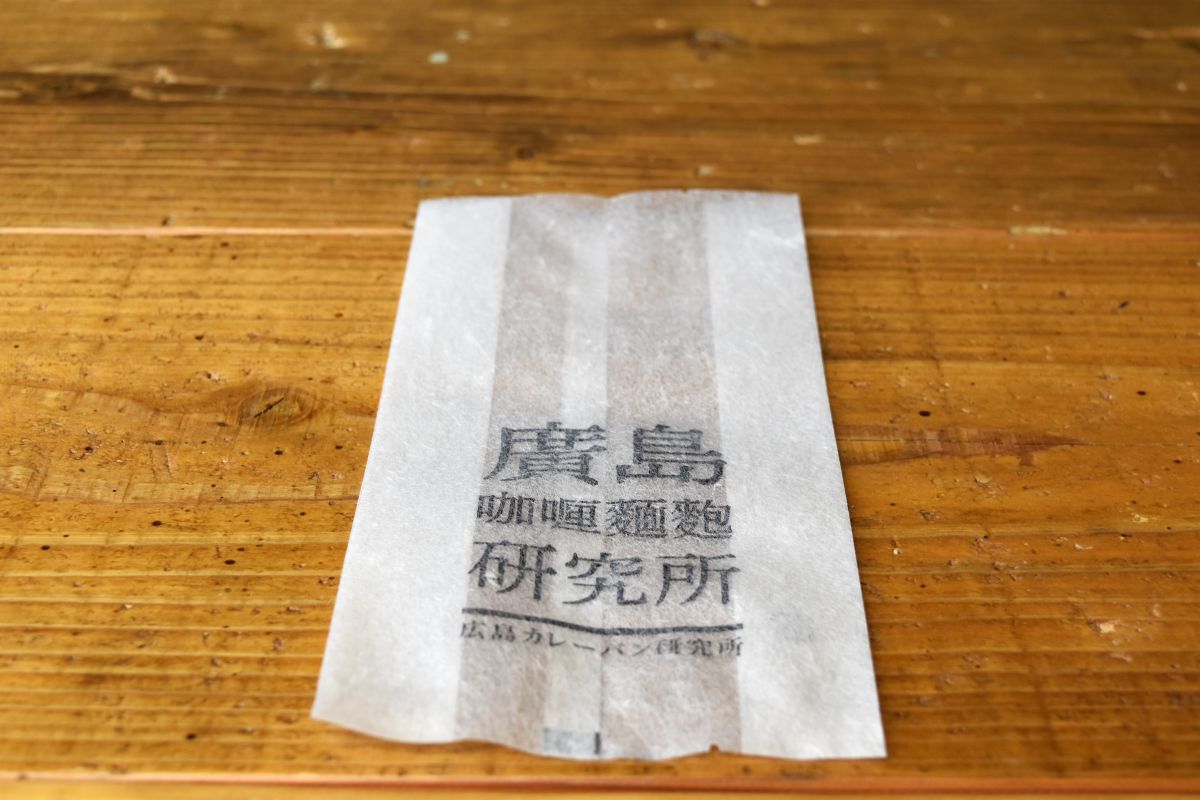 廣島
咖喱麵麭
研究所
広島カレーパン研究所